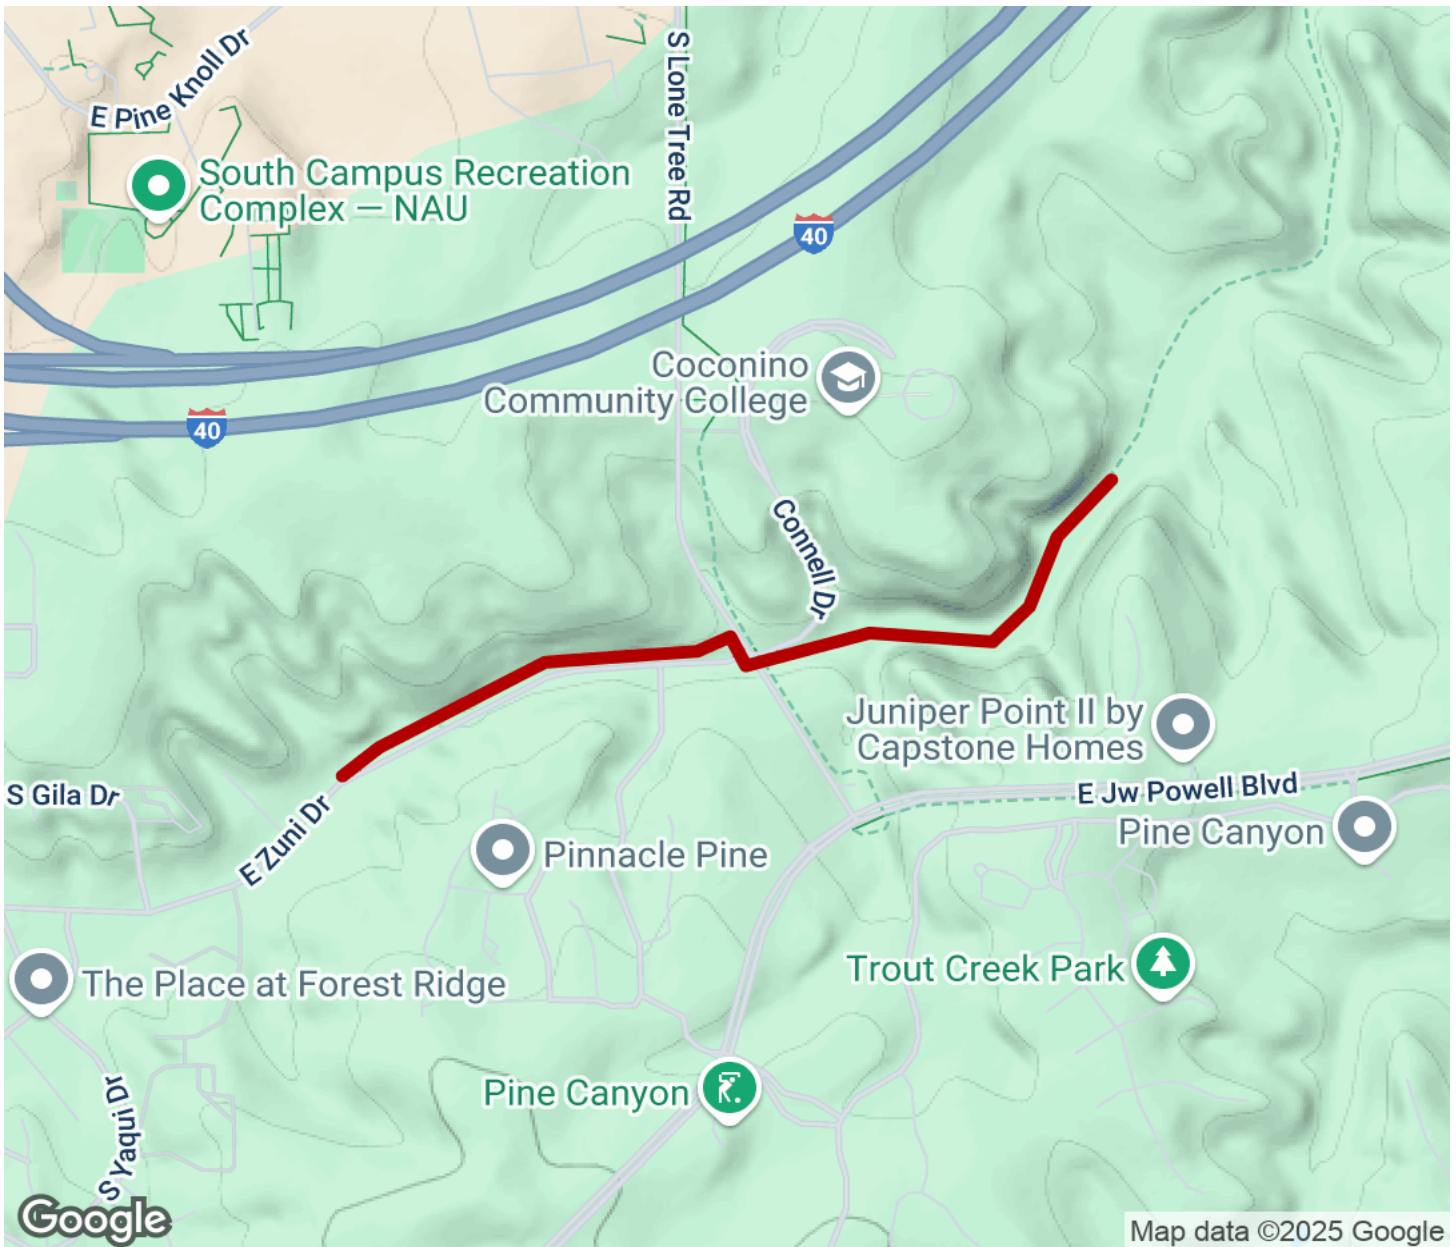 E Pine Knoll Dr
S Lone Tree Rd
South Campus Recreation
Complex — NAU
40
Coconino
Community College
40
Connell Dr
Juniper Point II by
Capstone Homes
S Gila Dr
E Jw Powell Blvd
E Zuni Dr
Pinnacle Pine
Pine Canyon
Trout Creek Park
The Place at Forest Ridge
Pine Canyon
S Yaqui Dr
Google
Map data ©2025 Google